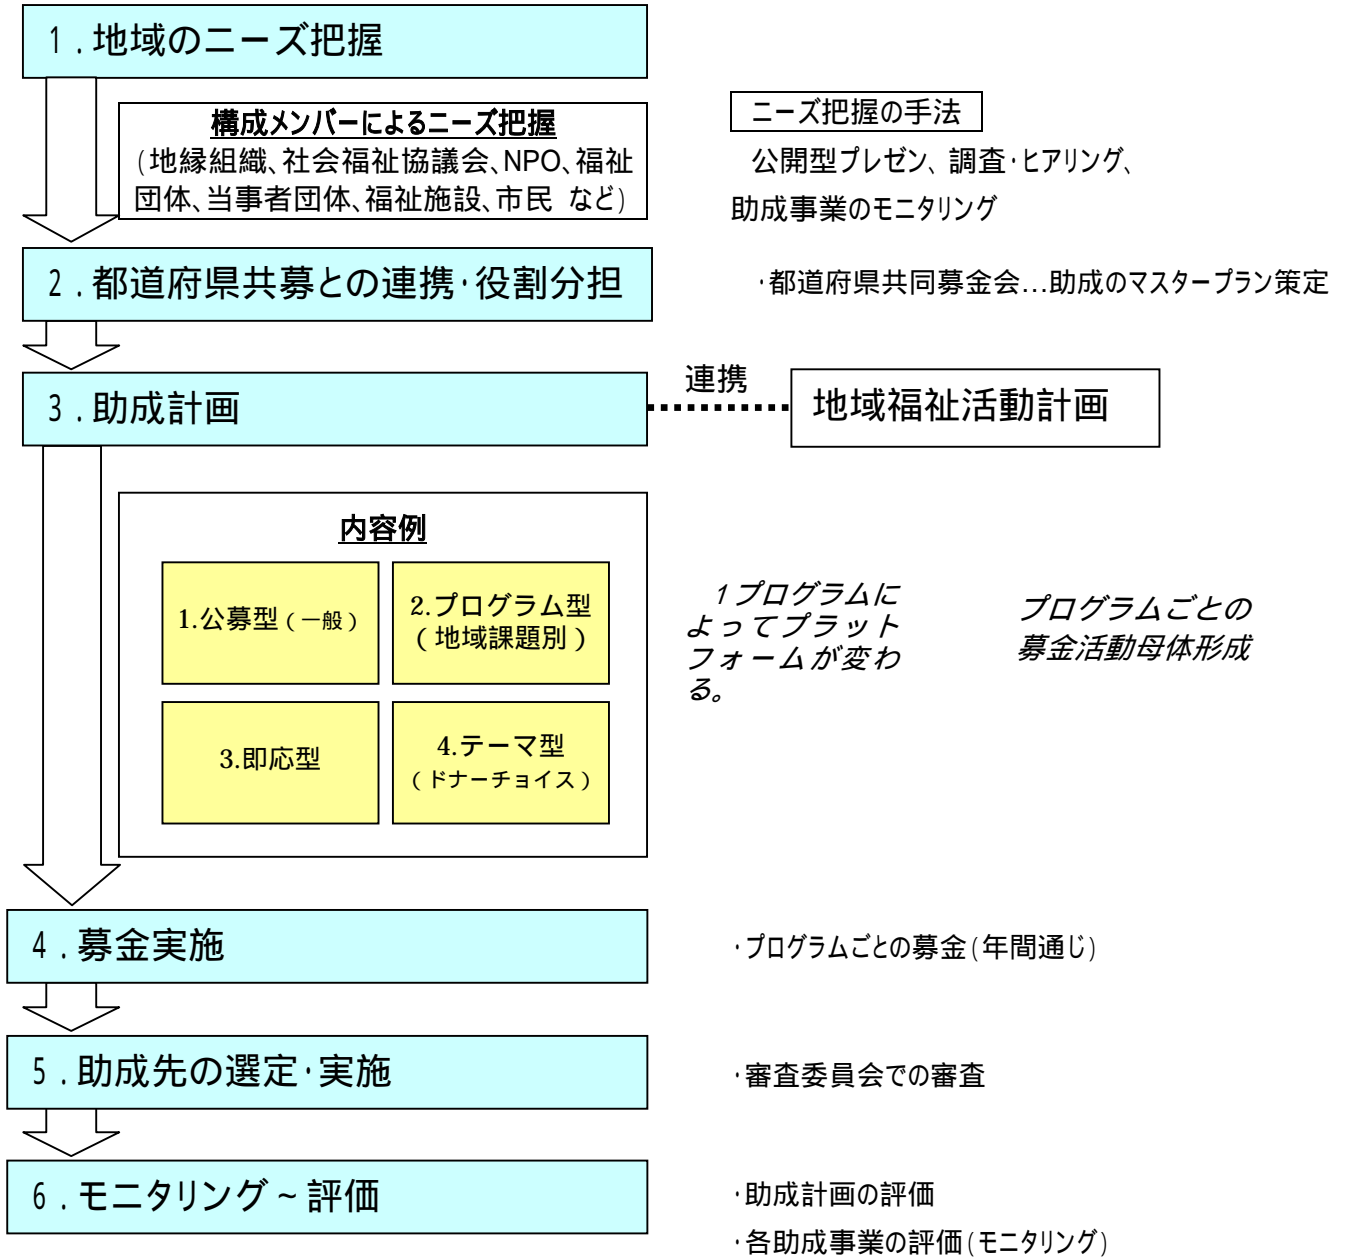 1．地域のニーズ把握
構成メンバーによるニーズ把握
（地縁組織、社会福祉協議会、NPO、福祉
団体、当事者団体、福祉施設、市民 など）
ニーズ把握の手法
公開型プレゼン、調査・ヒアリング、
助成事業のモニタリング
2．都道府県共募との連携・役割分担
・都道府県共同募金会…助成のマスタープラン策定
3．助成計画
連携
地域福祉活動計画
内容例
1.公募型（一般）
2.プログラム型
（地域課題別）
3.即応型
4.テーマ型
（ドナーチョイス）
1プログラムに
よってプラット
フォームが変わ
る。
プログラムごとの
募金活動母体形成
4．募金実施
・プログラムごとの募金（年間通じ）
5．助成先の選定・実施
・審査委員会での審査
6．モニタリング～評価
・助成計画の評価
・各助成事業の評価（モニタリング）